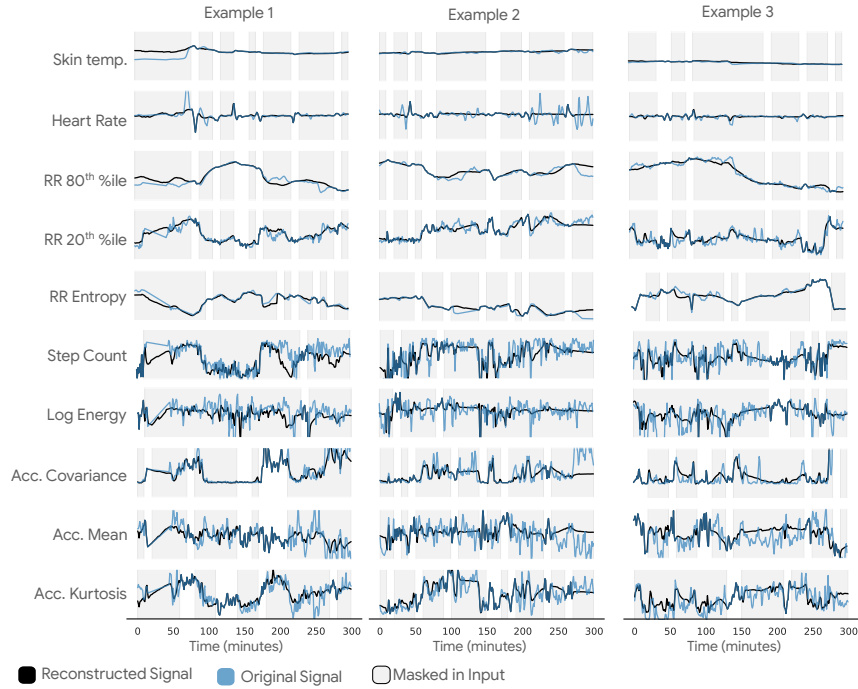 Example 1 Example 2 Example 3
Skin temp.
Heart Rate
RR 80th %ile
RR 20th %ile
RR Entropy
Step Count
Log Energy
Acc. Covariance
Acc. Mean
Acc. Kurtosis
0 50 100 150 200 250 300 0 50 100 150 200 250 300 0 50 100 150 200 250 300
Time (minutes) Time (minutes) Time (minutes)
Reconstructed Signal Original Signal Masked in Input